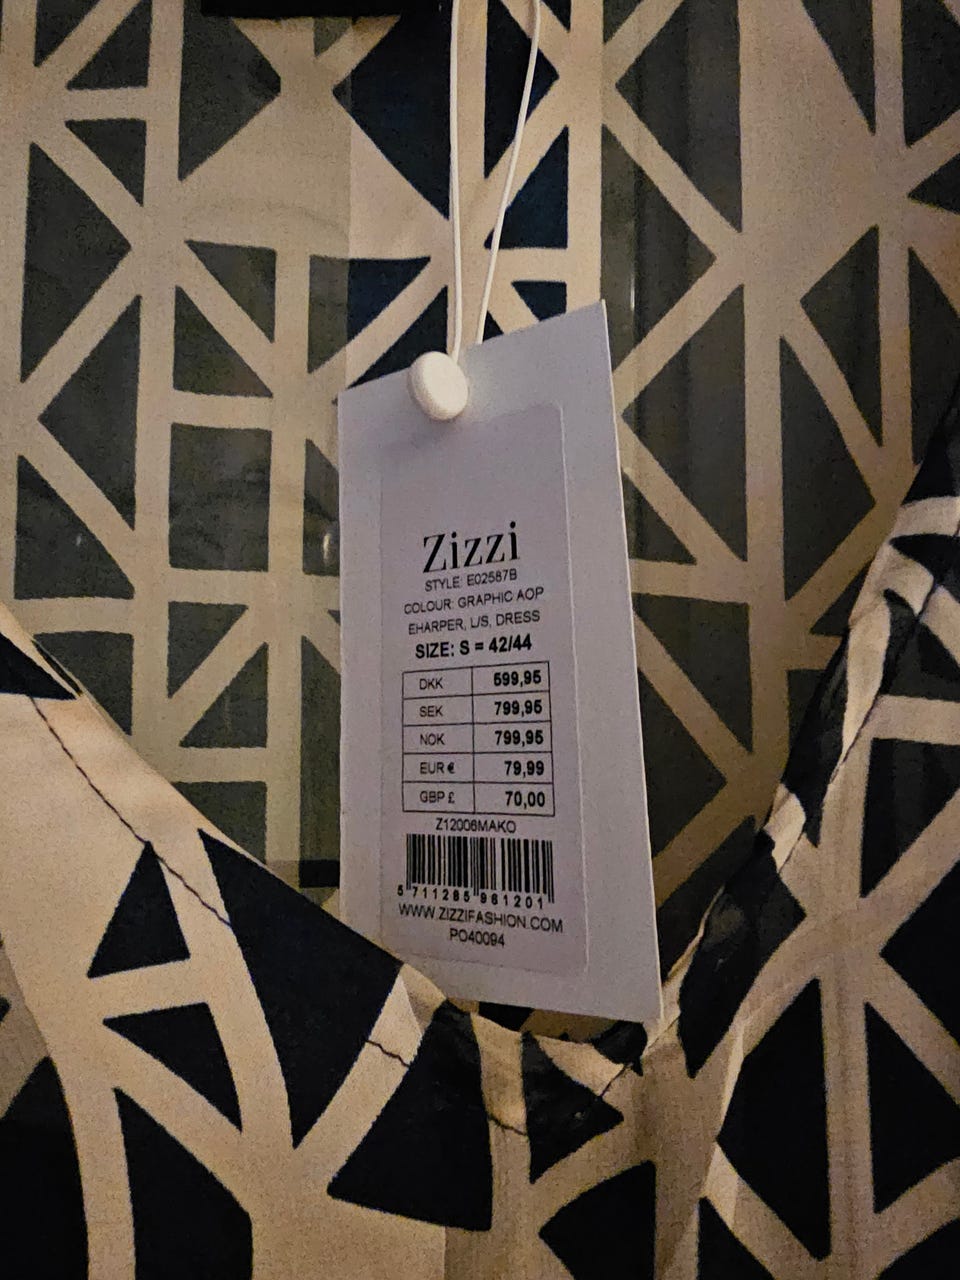 Zizzi
STYLE: E02587B
COLOUR: GRAPHIC AOP
EHARPER, L/S, DRESS
SIZE: S = 42/44
DKK 599,95
SEK 799,95
NOK 799,95
EUR € 79,99
GBP £ 70,00
Z12006MAKO
5 711285 961201
WWW.ZIZZIFASHION.COM
PO40094